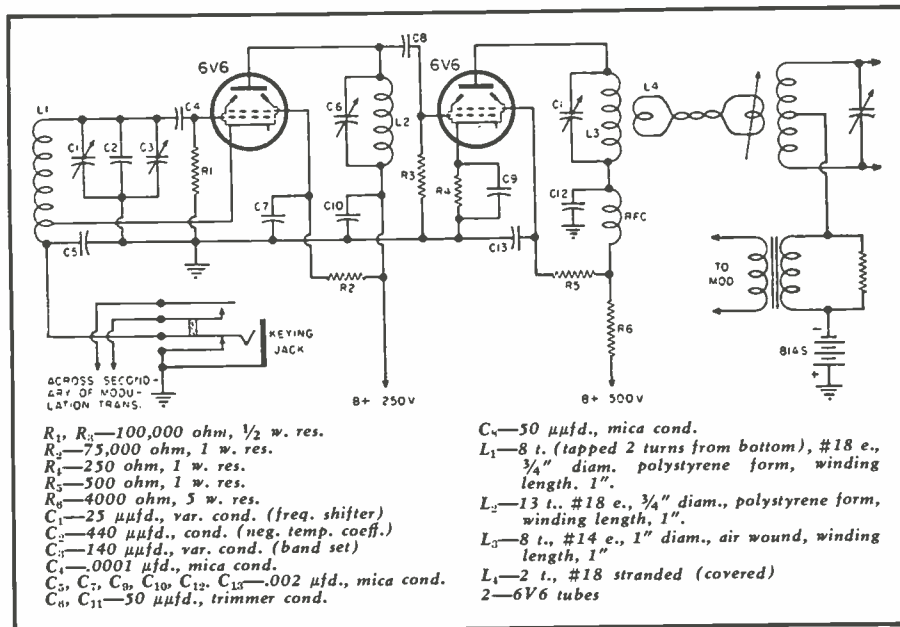 6V6
6V6
C8
L1
C4
C1
C2
C3
R1
C6
L2
C7
C10
R2
R3
R4
C9
C13
C5
C1
L3
L4
C12
RFC
R5
R6
TO
MOD
BIAS
KEYING
JACK
ACROSS SECOND-
ARY OF MODU-
LATION TRANS.
B+ 250V
B+ 500V
R₁, R₃—100,000 ohm, ½ w. res.
R₂—75,000 ohm, 1 w. res.
R₄—250 ohm, 1 w. res.
R₅—500 ohm, 1 w. res.
R₆—4000 ohm, 5 w. res.
C₁—25 μμfd., var. cond. (freq. shifter)
C₂—440 μμfd., cond. (neg. temp. coeff.)
C₃—140 μμfd., var. cond. (band set)
C₄—.0001 μfd., mica cond.
C₅, C₇, C₉, C₁₀, C₁₂, C₁₃—.002 μfd., mica cond.
C₆, C₁₁—50 μμfd., trimmer cond.
C₈—50 μμfd., mica cond.
L₁—8 t. (tapped 2 turns from bottom), #18 e.,
¾" diam. polystyrene form, winding
length. 1".
L₂—13 t., #18 e., ¾" diam., polystyrene form,
winding length, 1".
L₃—8 t., #14 e., 1" diam., air wound, winding
length, 1"
L₄—2 t., #18 stranded (covered)
2—6V6 tubes